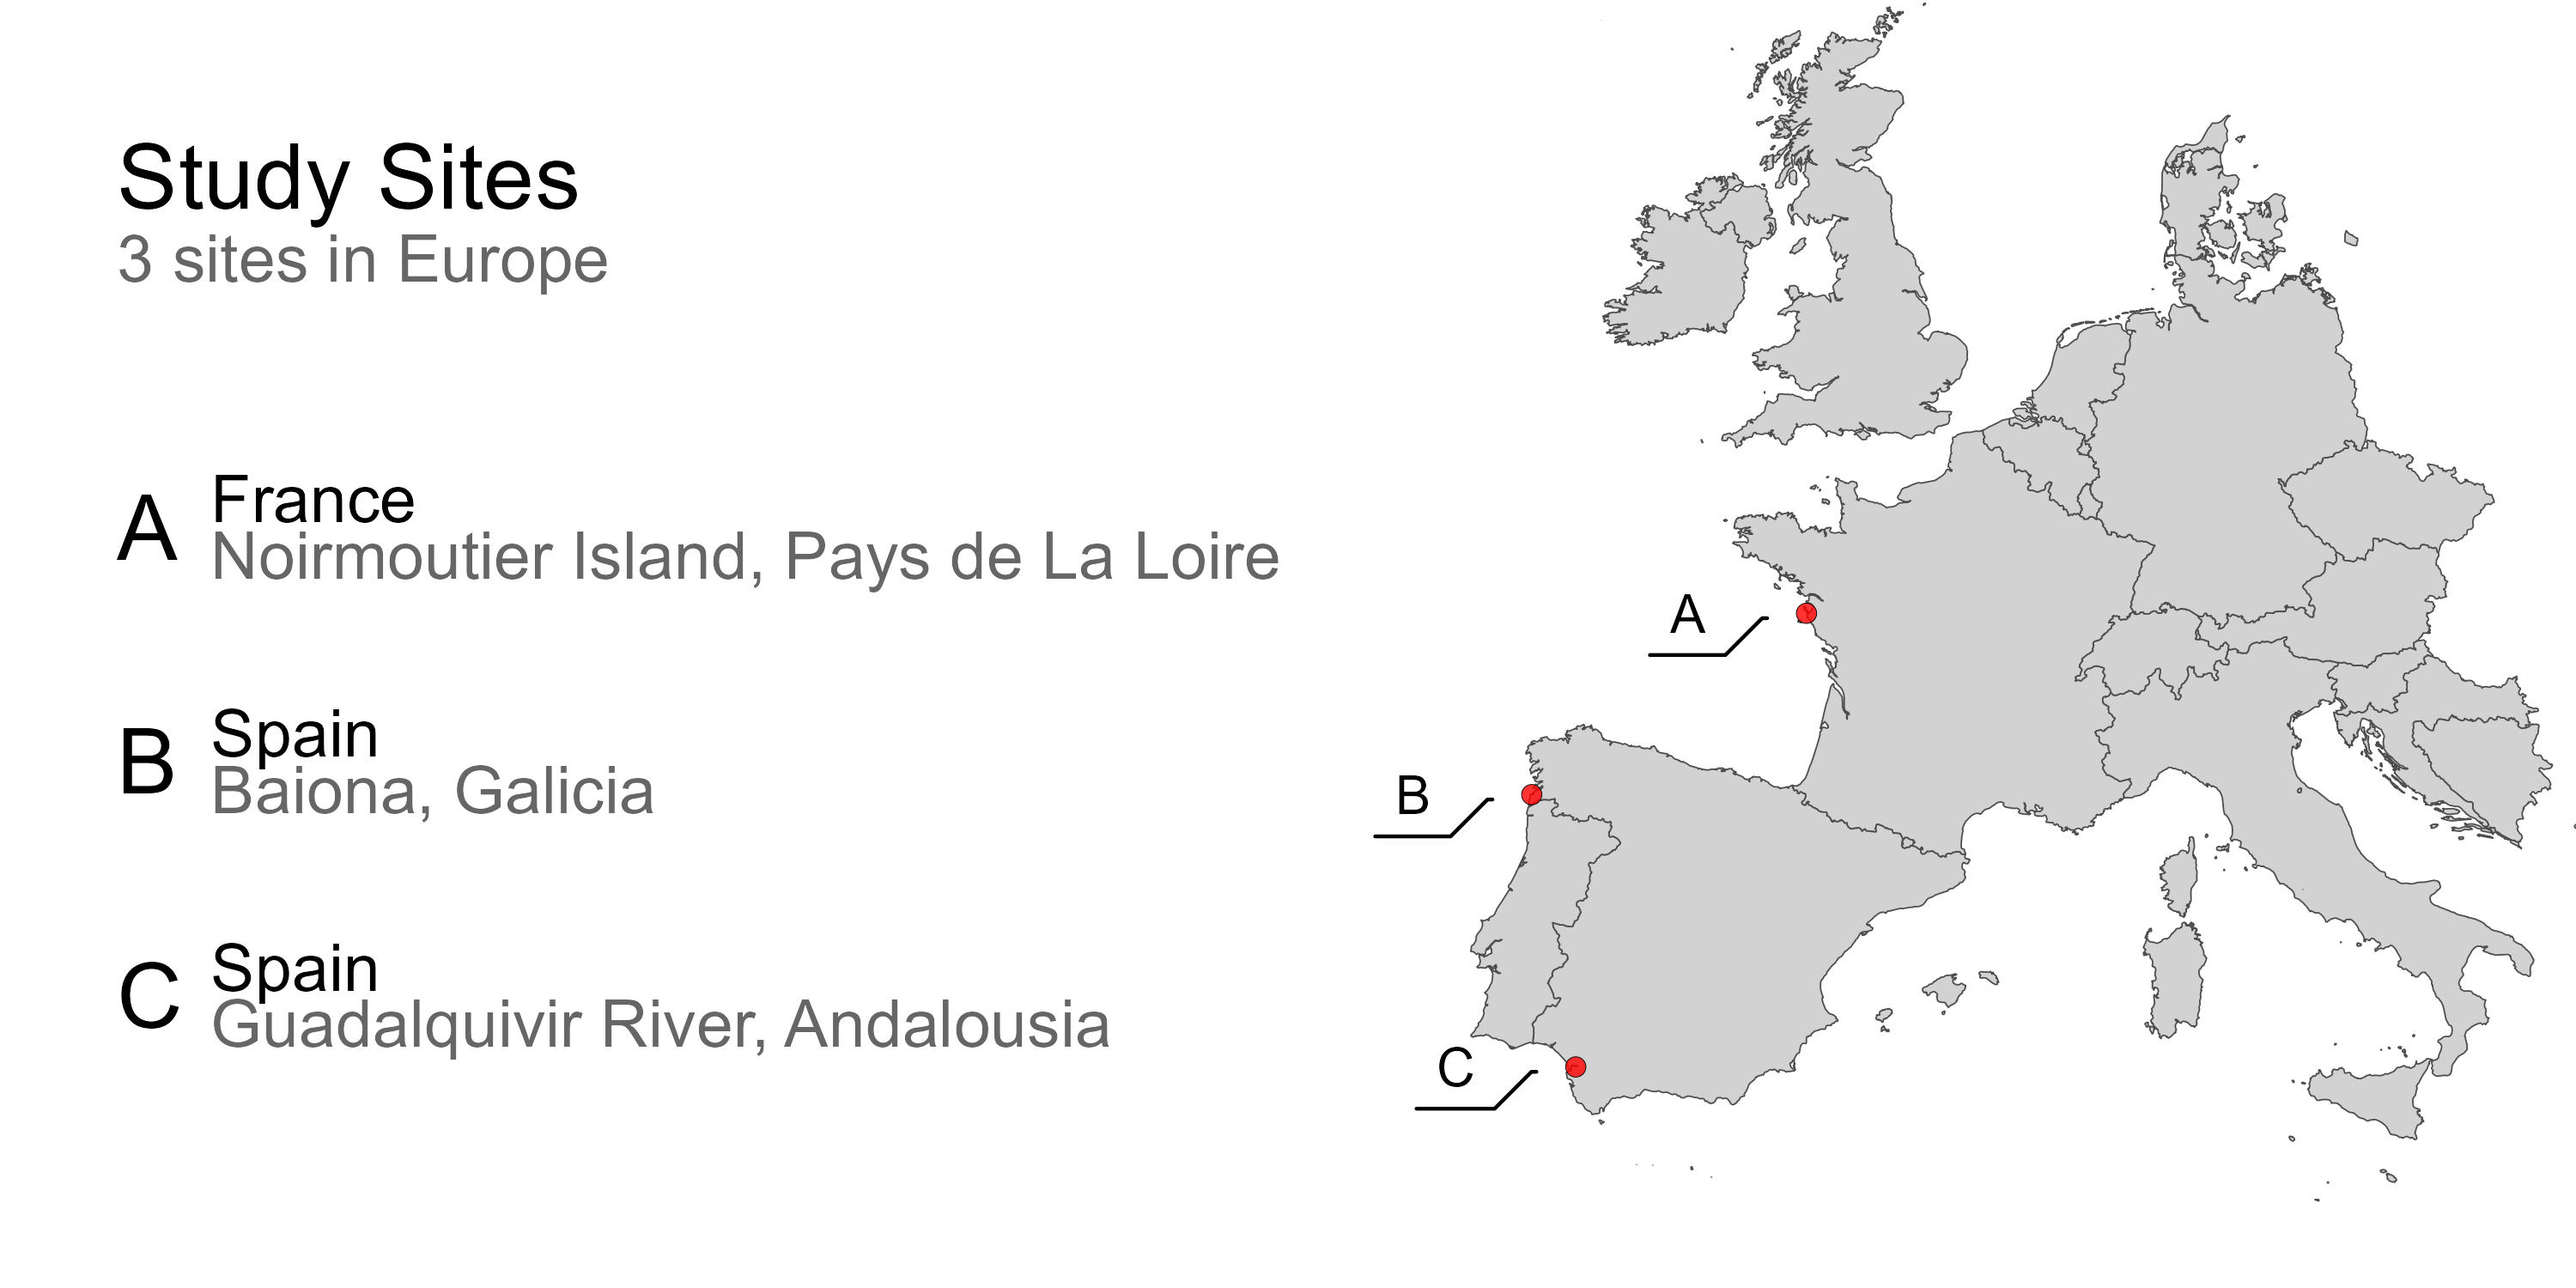 Study Sites
3 sites in Europe
A
France
Noirmoutier Island, Pays de La Loire
B
Spain
Baiona, Galicia
C
Spain
Guadalquivir River, Andalousia
A
B
C